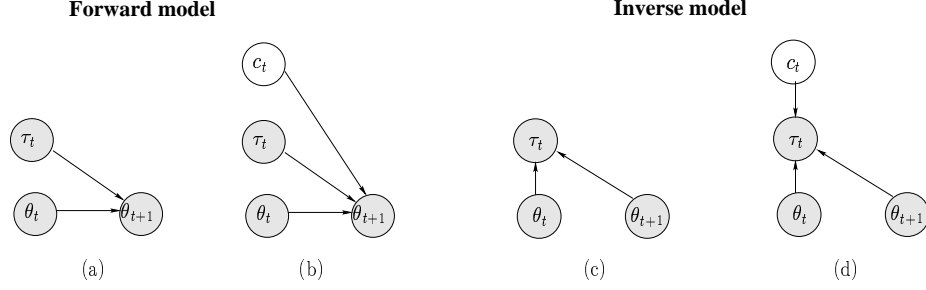 Forward model
Inverse model
c_t
τ_t
θ_t
θ_{t+1}
(a)
τ_t
θ_t
θ_{t+1}
(b)
τ_t
θ_t
θ_{t+1}
(c)
c_t
τ_t
θ_t
θ_{t+1}
(d)